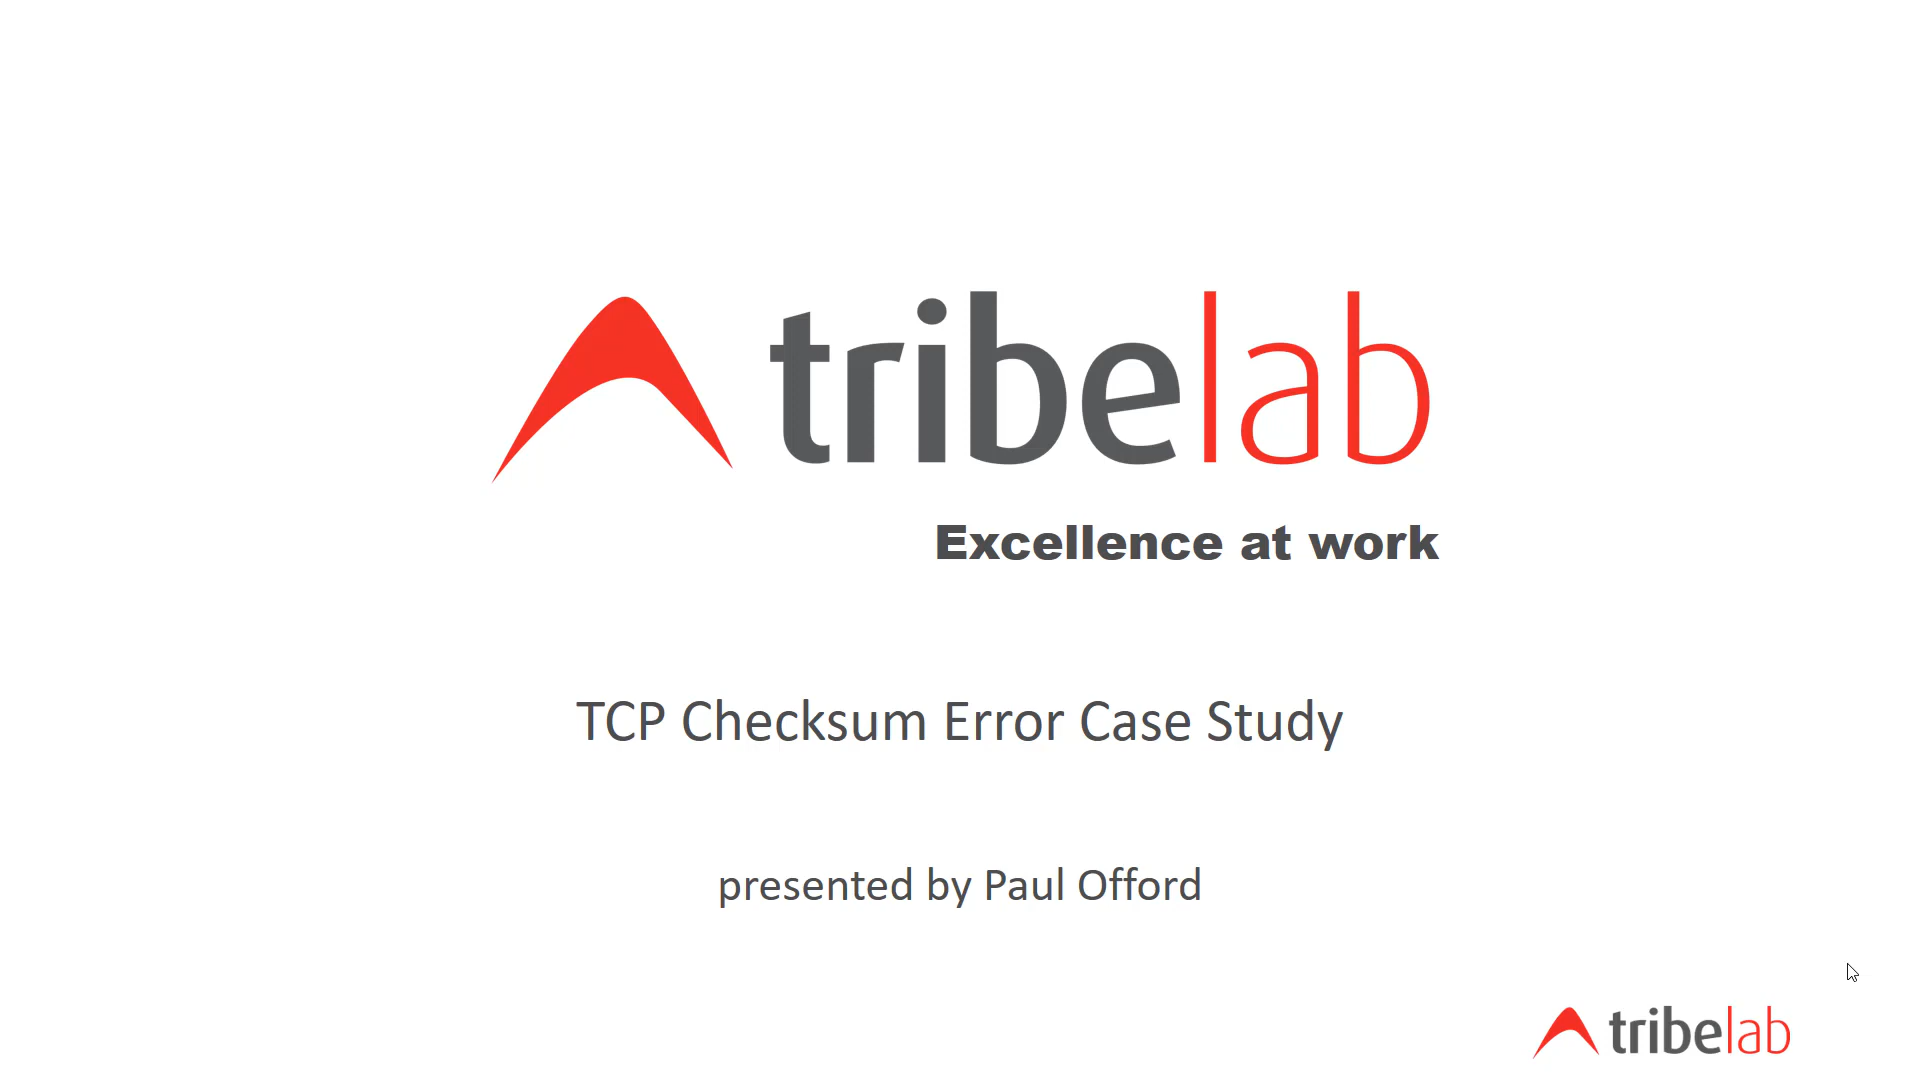 tribelab
Excellence at work
TCP Checksum Error Case Study
presented by Paul Offord
tribelab